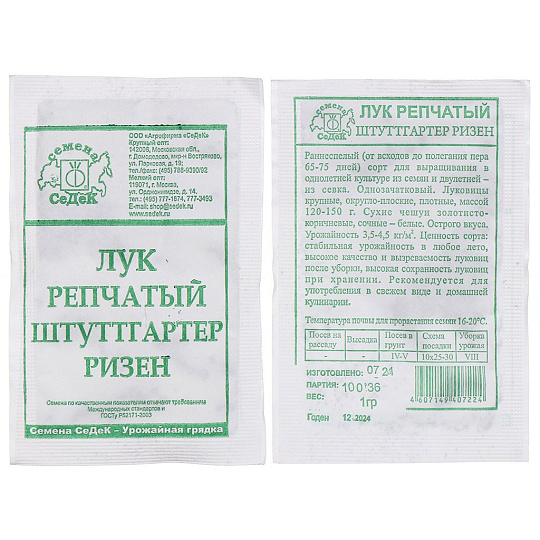 семена
СеДеК
ООО «Агрофирма «СеДеК»
Крупный опт:
142006, Московская обл.,
г. Домодедово, мкр-н Востряково,
ул. Парковая, д. 19;
тел./факс: (495) 788-9390/02
Мелкий опт:
119071, г. Москва,
ул. Орджоникидзе, д. 14,
тел.: (495) 777-1874, 777-3493
E-mail: shop@sedek.ru
www.sedek.ru
ЛУК
РЕПЧАТЫЙ
ШТУТТГАРТЕР
РИЗЕН
Семена по качественным показателям отвечают требованиям
Международных стандартов и
ГОСТу Р52171-2003
Семена СеДеК - Урожайная грядка
семена
СеДеК
ЛУК РЕПЧАТЫЙ
ШТУТТГАРТЕР РИЗЕН
Раннеспелый (от всходов до полегания пера
65-75 дней) сорт для выращивания в
однолетней культуре из семян и двулетней–
из севка. Однозачатковый. Луковицы
крупные, округло-плоские, плотные, массой
120-150 г. Сухие чешуи золотисто-
коричневые, сочные – белые. Острого вкуса.
Урожайность 3,5-4,5 кг/м². Ценность сорта:
стабильная урожайность в любое лето,
высокое качество и вызреваемость луковиц
после уборки, высокая сохранность луковиц
при хранении. Рекомендуется для
употребления в свежем виде и домашней
кулинарии.
Температура почвы для прорастания семян 16-20°С.
Посев на рассаду Высадка Посев в грунт Схема посадки Уборка урожая
- - IV-V 10х25-30 VIII
ИЗГОТОВЛЕНО: 07 24
ПАРТИЯ: 100136
ВЕС: 1гр
Годен 12.2024
4607149407224